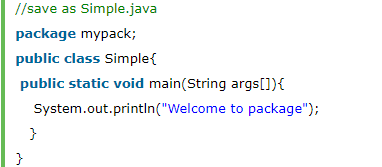 //save as Simple.java
package mypack;
public class Simple{
 public static void main(String args[]){
    System.out.println("Welcome to package");
   }
}